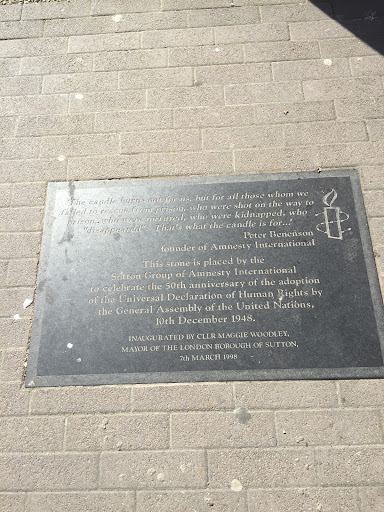 "The candle burns not for us, but for all those whom we
failed to rescue from prison, who were shot on the way to
prison, who were tortured, who were kidnapped, who
"disappeared". That's what the candle is for..."
Peter Benenson
founder of Amnesty International
This stone is placed by the
Sutton Group of Amnesty International
to celebrate the 50th anniversary of the adoption
of the Universal Declaration of Human Rights by
the General Assembly of the United Nations,
10th December 1948.
INAUGURATED BY CLLR MAGGIE WOODLEY,
MAYOR OF THE LONDON BOROUGH OF SUTTON,
7th MARCH 1998